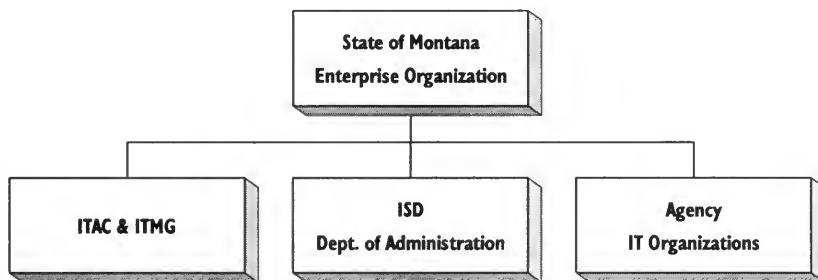 State of Montana
Enterprise Organization
ITAC & ITMG
ISD
Dept. of Administration
Agency
IT Organizations